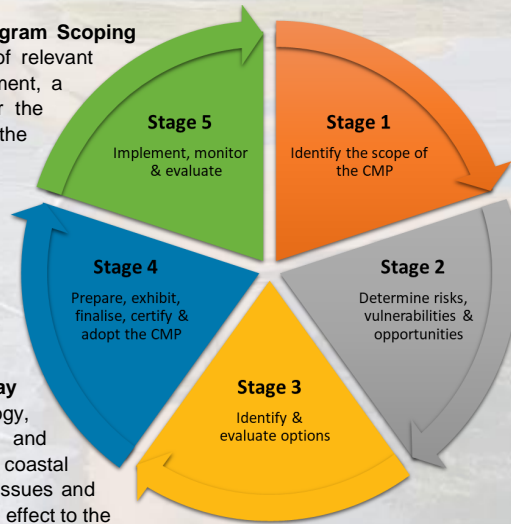 gram Scoping
of relevant
ment, a
r the
the
Stage 5
Implement, monitor
& evaluate
Stage 1
Identify the scope of
the CMP
Stage 4
Prepare, exhibit,
finalise, certify &
adopt the CMP
Stage 2
Determine risks,
vulnerabilities &
opportunities
Stage 3
Identify &
evaluate options
ay
ogy,
and
coastal
issues and
effect to the